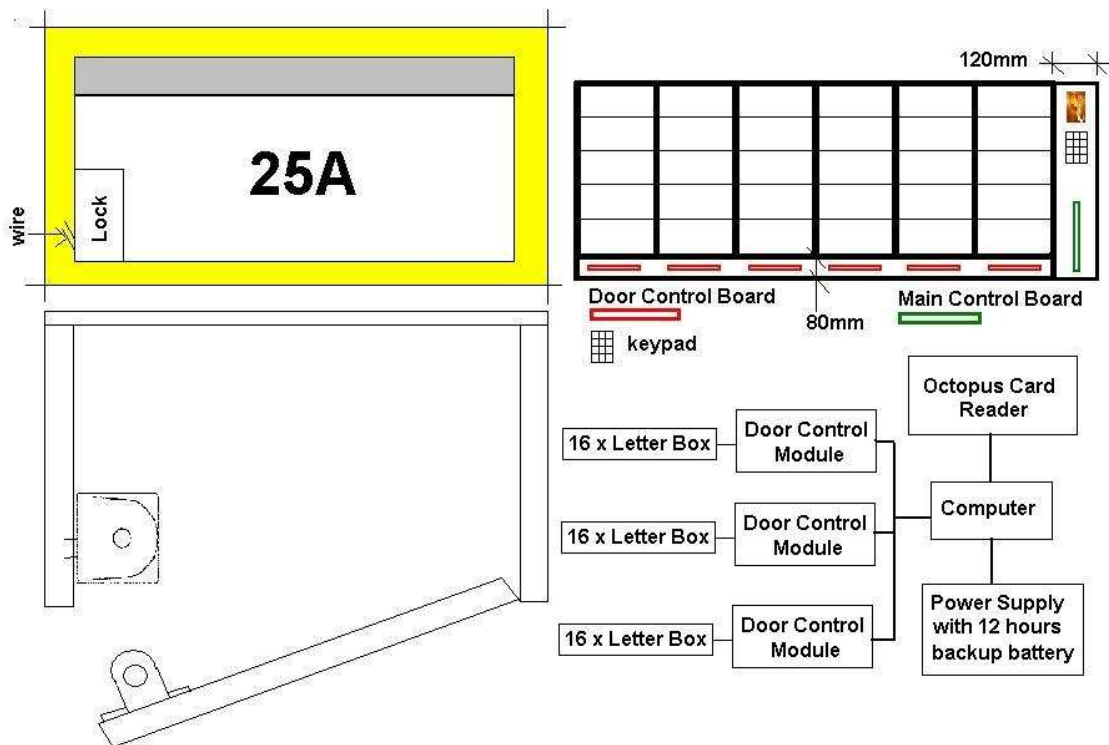 25A
Lock
wire
120mm
Door Control Board
Main Control Board
80mm
keypad
Octopus Card
Reader
16 x Letter Box
Door Control
Module
Computer
16 x Letter Box
Door Control
Module
Power Supply
with 12 hours
backup battery
16 x Letter Box
Door Control
Module